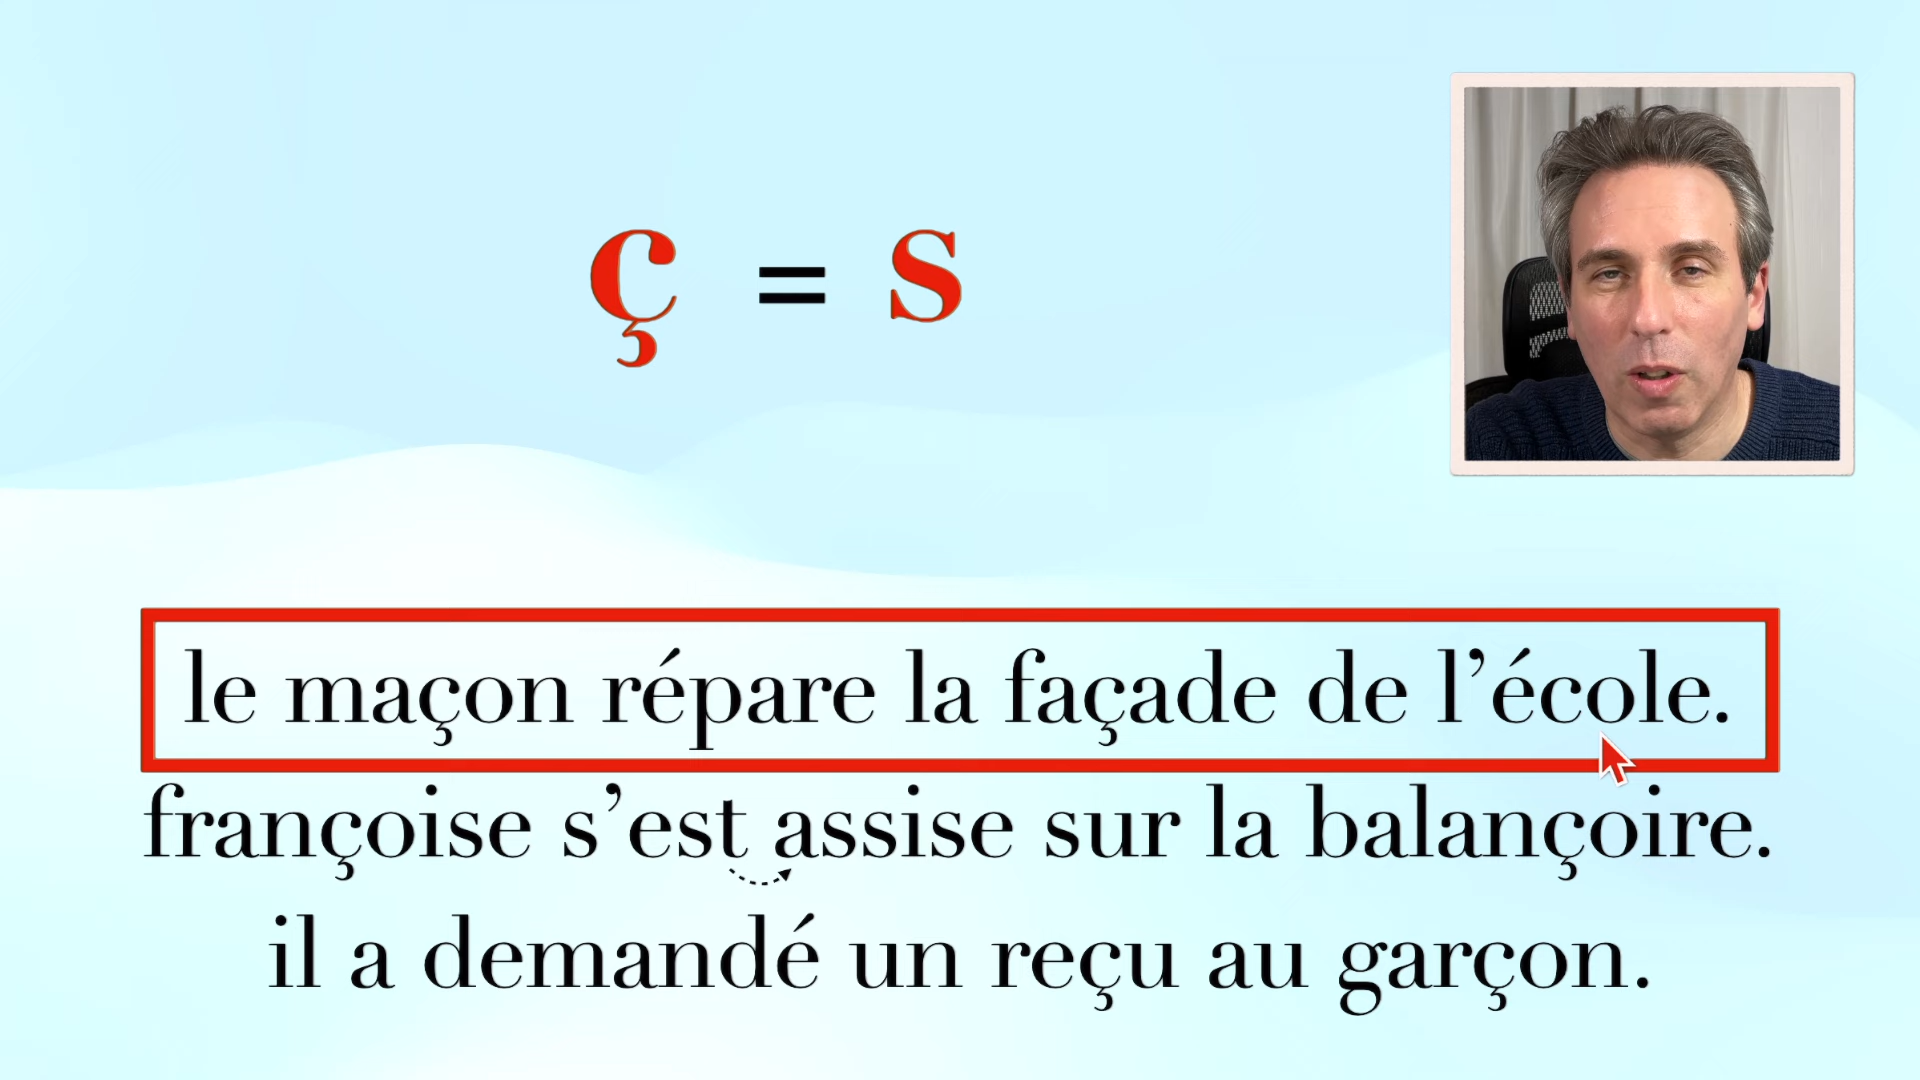 ç = s
le maçon répare la façade de l’école.
françoise s’est assise sur la balançoire.
il a demandé un reçu au garçon.